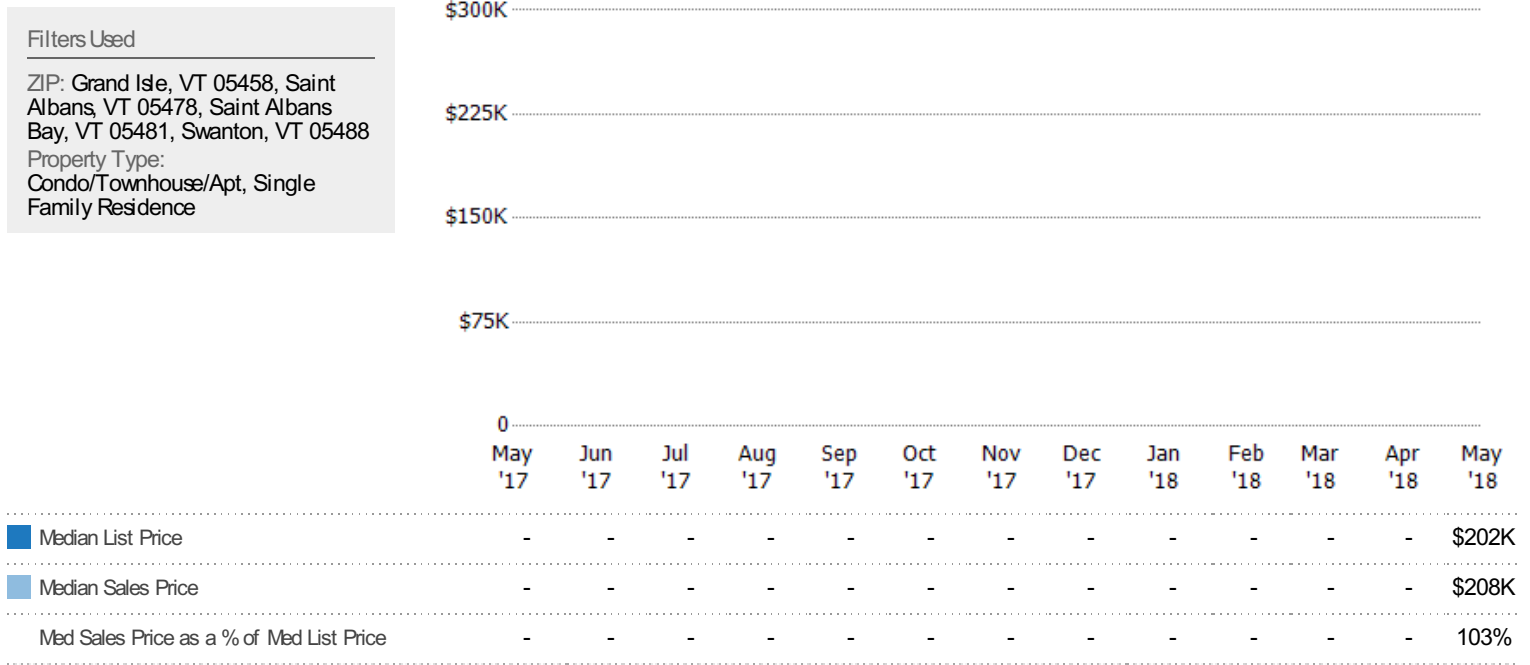 Filters Used
ZIP: Grand Isle, VT 05458, Saint
Albans, VT 05478, Saint Albans
Bay, VT 05481, Swanton, VT 05488
Property Type:
Condo/Townhouse/Apt, Single
Family Residence
$300K
$225K
$150K
$75K
0
May Jun Jul Aug Sep Oct Nov Dec Jan Feb Mar Apr May
'17 '17 '17 '17 '17 '17 '17 '17 '18 '18 '18 '18 '18
Median List Price - - - - - - - - - - - - $202K
Median Sales Price - - - - - - - - - - - - $208K
Med Sales Price as a % of Med List Price - - - - - - - - - - - - 103%